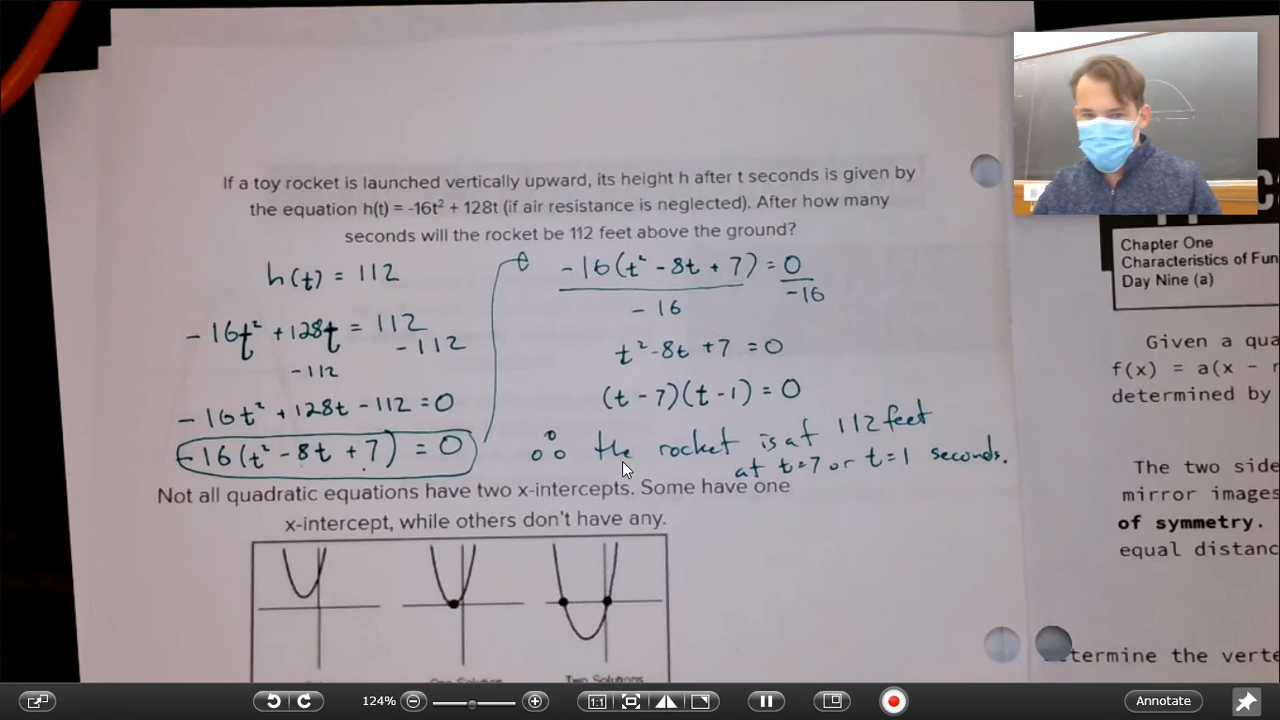 If a toy rocket is launched vertically upward, its height h after t seconds is given by
the equation h(t) = -16t² + 128t (if air resistance is neglected). After how many
seconds will the rocket be 112 feet above the ground?
h(t) = 112
-16t² + 128t = 112
-112 -112
-16t² + 128t - 112 = 0
-16(t² - 8t + 7) = 0
-16(t² - 8t + 7) = 0
-16 -16
t² - 8t + 7 = 0
(t - 7)(t - 1) = 0
∴ the rocket is at 112 feet
at t=7 or t=1 seconds.
Not all quadratic equations have two x-intercepts. Some have one
x-intercept, while others don't have any.
Two Solutions
Chapter One
Characteristics of Fun
Day Nine (a)
Given a qua
f(x) = a(x -
determined by
The two side
mirror images
of symmetry.
equal distanc
termine the verte
124%
1:1
Annotate